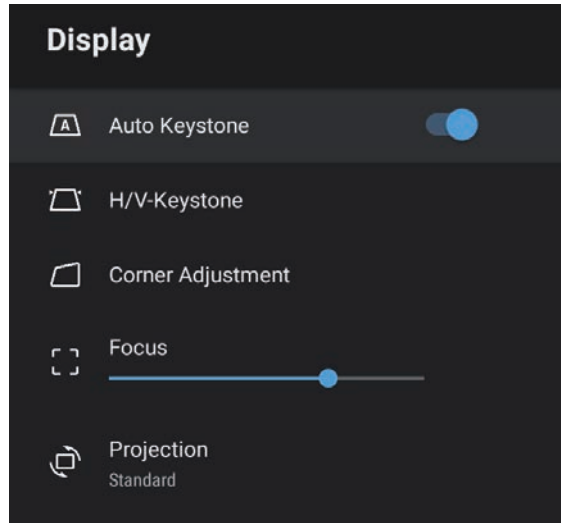 Display
A
Auto Keystone
H/V-Keystone
Corner Adjustment
Focus
Projection
Standard